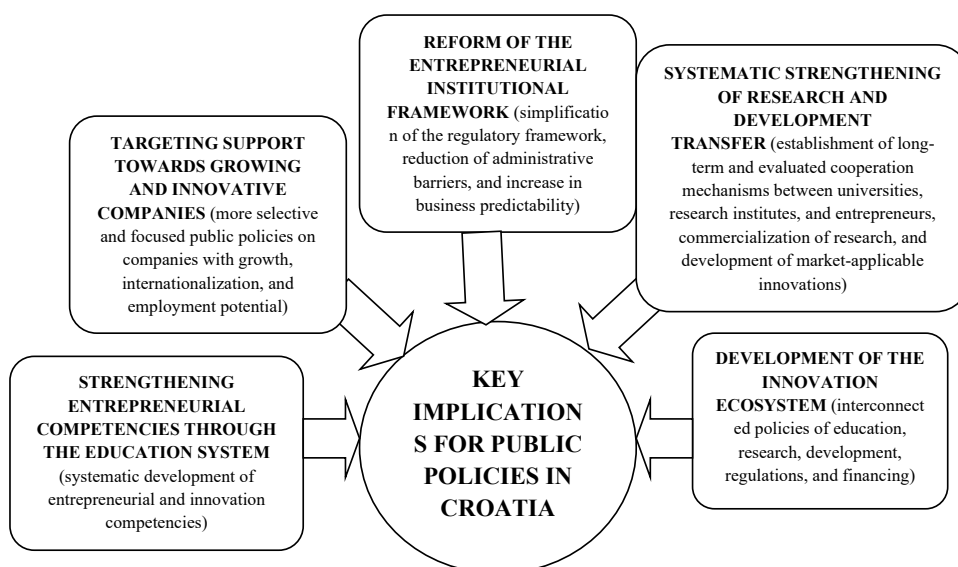 REFORM OF THE
ENTREPRENEURIAL
INSTITUTIONAL
FRAMEWORK (simplificatio
n of the regulatory framework,
reduction of administrative
barriers, and increase in
business predictability)
SYSTEMATIC STRENGTHENING
OF RESEARCH AND
DEVELOPMENT
TRANSFER (establishment of long-
term and evaluated cooperation
mechanisms between universities,
research institutes, and entrepreneurs,
commercialization of research, and
development of market-applicable
innovations)
TARGETING SUPPORT
TOWARDS GROWING
AND INNOVATIVE
COMPANIES (more selective
and focused public policies on
companies with growth,
internationalization, and
employment potential)
STRENGTHENING
ENTREPRENEURIAL
COMPETENCIES THROUGH
THE EDUCATION SYSTEM
(systematic development of
entrepreneurial and innovation
competencies)
KEY
IMPLICATION
S FOR PUBLIC
POLICIES IN
CROATIA
DEVELOPMENT OF THE
INNOVATION
ECOSYSTEM (interconnect
ed policies of education,
research, development,
regulations, and financing)